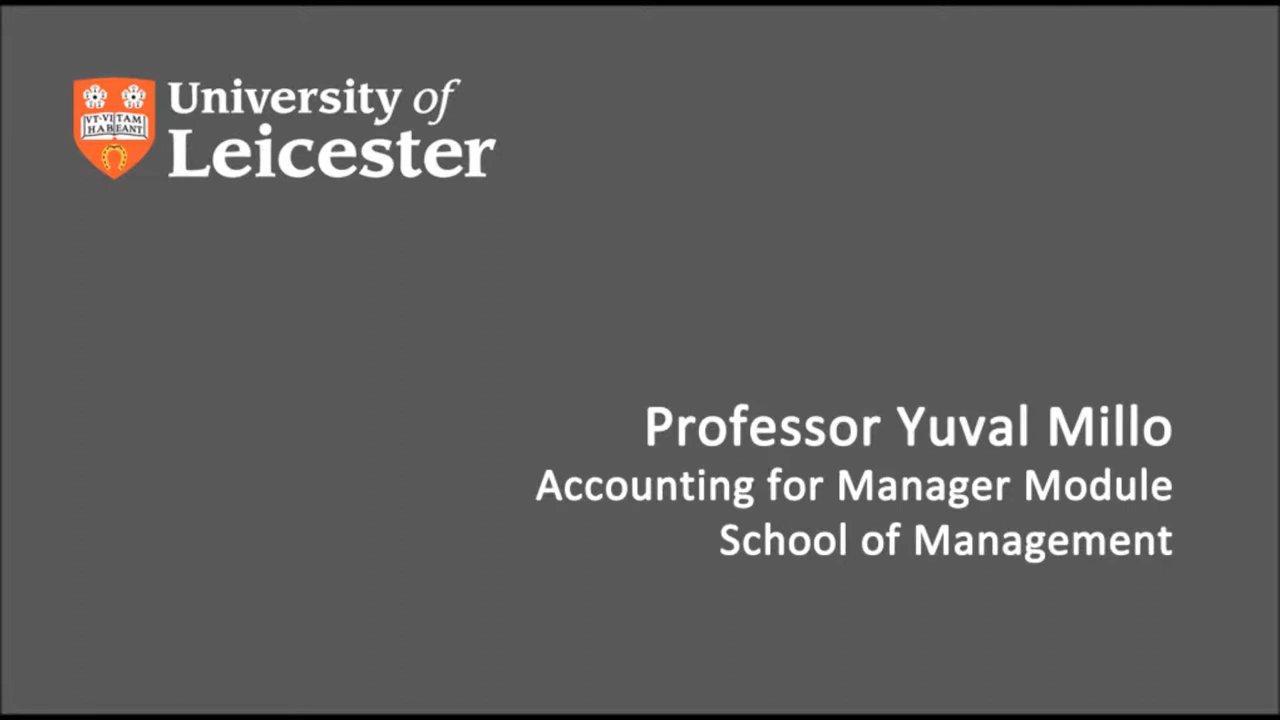 University of
Leicester
VT·VITAM
HABEANT
Professor Yuval Millo
Accounting for Manager Module
School of Management